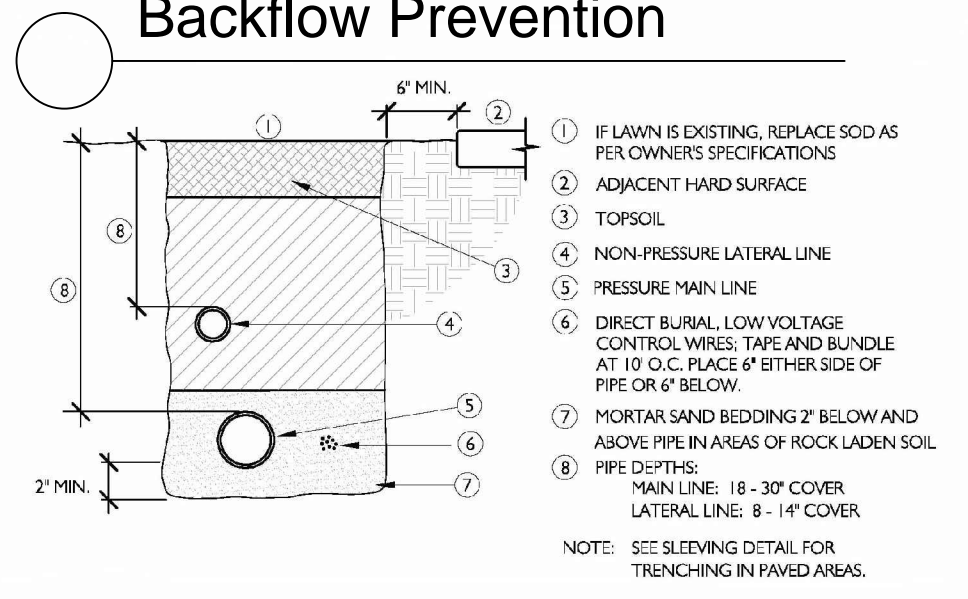 Backflow Prevention
6" MIN.
1
2
1 IF LAWN IS EXISTING, REPLACE SOD AS
PER OWNER'S SPECIFICATIONS
2 ADJACENT HARD SURFACE
3 TOPSOIL
8
4 NON-PRESSURE LATERAL LINE
3
8
5 PRESSURE MAIN LINE
4
6 DIRECT BURIAL, LOW VOLTAGE
CONTROL WIRES; TAPE AND BUNDLE
AT 10' O.C. PLACE 6" EITHER SIDE OF
PIPE OR 6" BELOW.
5
6
7 MORTAR SAND BEDDING 2" BELOW AND
ABOVE PIPE IN AREAS OF ROCK LADEN SOIL
2" MIN.
7
8 PIPE DEPTHS:
MAIN LINE: 18 - 30" COVER
LATERAL LINE: 8 - 14" COVER
NOTE: SEE SLEEVING DETAIL FOR
TRENCHING IN PAVED AREAS.